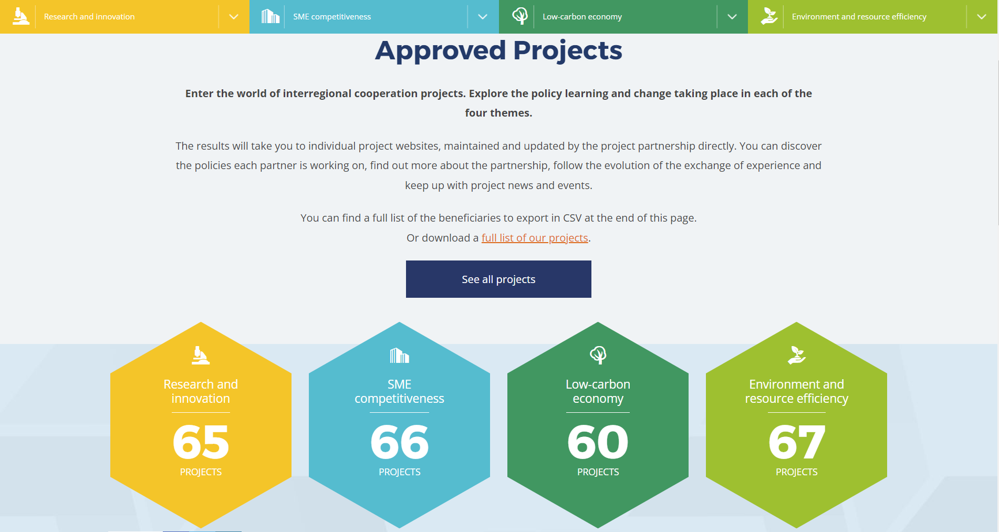 Research and innovation
SME competitiveness
Low-carbon economy
Environment and resource efficiency
Approved Projects
Enter the world of interregional cooperation projects. Explore the policy learning and change taking place in each of the
four themes.
The results will take you to individual project websites, maintained and updated by the project partnership directly. You can discover
the policies each partner is working on, find out more about the partnership, follow the evolution of the exchange of experience and
keep up with project news and events.
You can find a full list of the beneficiaries to export in CSV at the end of this page.
Or download a full list of our projects.
See all projects
Research and
innovation
65
PROJECTS
SME
competitiveness
66
PROJECTS
Low-carbon
economy
60
PROJECTS
Environment and
resource efficiency
67
PROJECTS